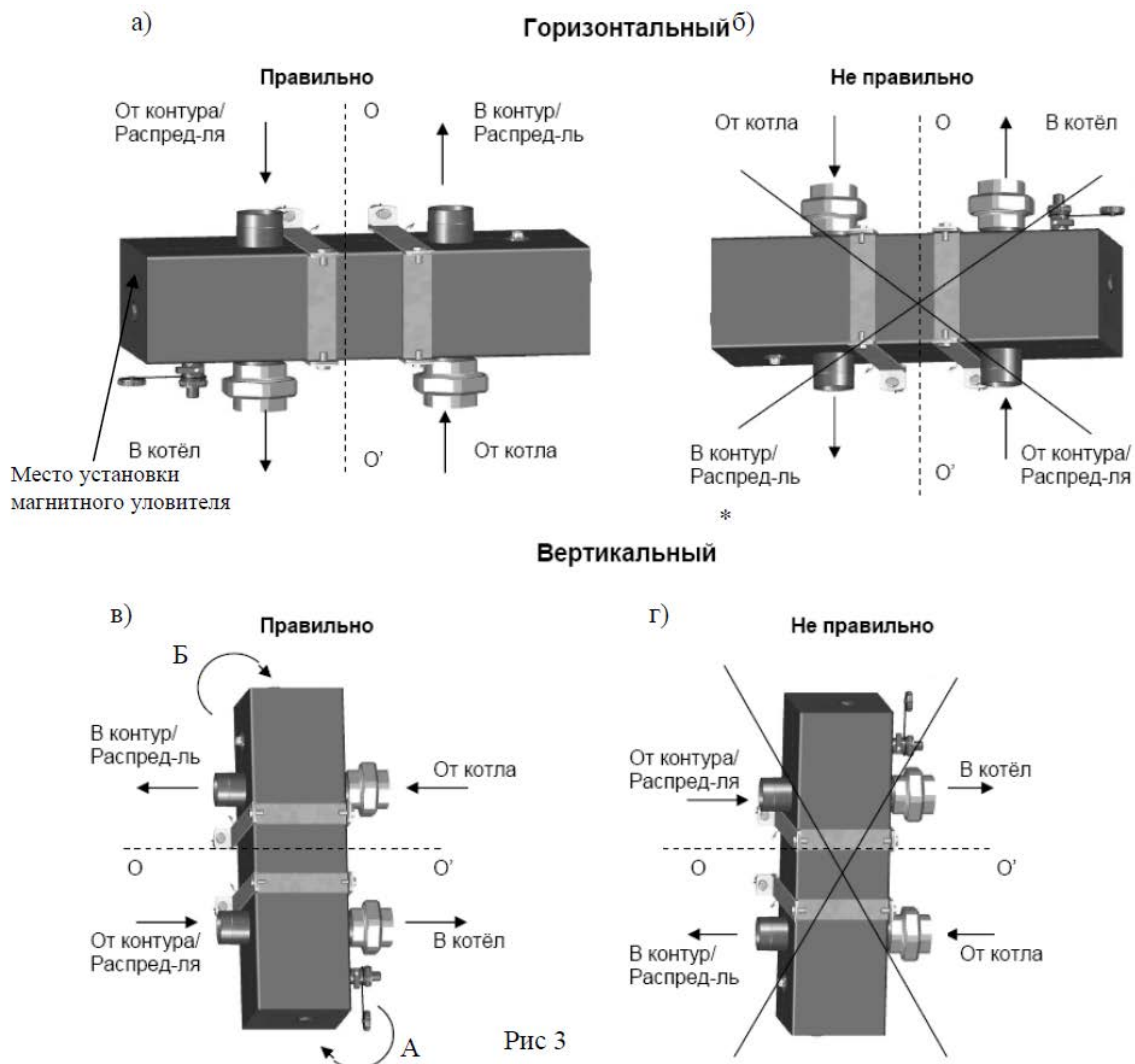 а)
Горизонтальный
б)
Правильно
Не правильно
От контура/
Распред-ля
О
В контур/
Распред-ль
От котла
О
В котёл
В котёл
О'
От котла
Место установки
магнитного уловителя
В контур/
Распред-ль
О'
От контура/
Распред-ля
*
Вертикальный
в)
Правильно
г)
Не правильно
Б
В контур/
Распред-ль
От котла
О
О'
От контура/
Распред-ля
В котёл
А
От контура/
Распред-ля
В котёл
О
О'
В контур/
Распред-ль
От котла
Рис 3